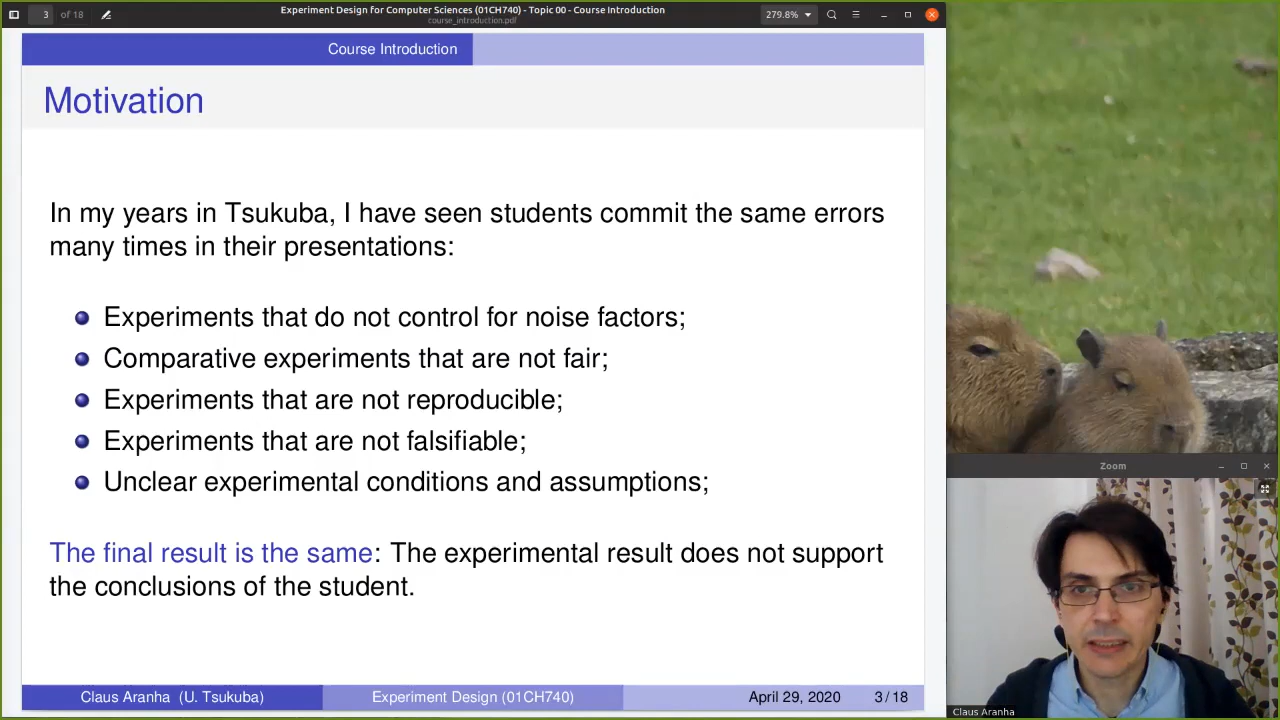 3 of 18
Experiment Design for Computer Sciences (01CH740) - Topic 00 - Course Introduction
course_introduction.pdf
279.8%
Course Introduction
Motivation
In my years in Tsukuba, I have seen students commit the same errors
many times in their presentations:
Experiments that do not control for noise factors;
Comparative experiments that are not fair;
Experiments that are not reproducible;
Experiments that are not falsifiable;
Unclear experimental conditions and assumptions;
The final result is the same: The experimental result does not support
the conclusions of the student.
Claus Aranha (U. Tsukuba)
Experiment Design (01CH740)
April 29, 2020
3 / 18
Zoom
Claus Aranha